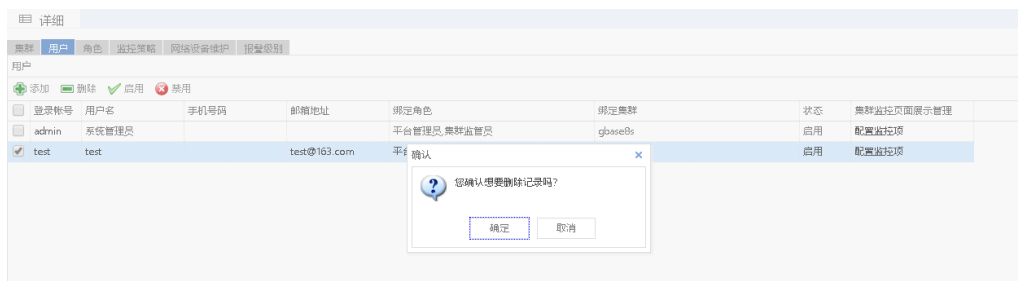 详细
集群 用户 角色 监控策略 网络设备维护 报警级别
用户
添加 删除 启用 禁用
登录帐号 用户名 手机号码 邮箱地址 绑定角色 绑定集群 状态 集群监控页面展示管理
admin 系统管理员 平台管理员,集群监管员 gbase8s 启用 配置监控项
test test test@163.com 平台 启用 配置监控项
确认
您确认想要删除记录吗?
确定 取消